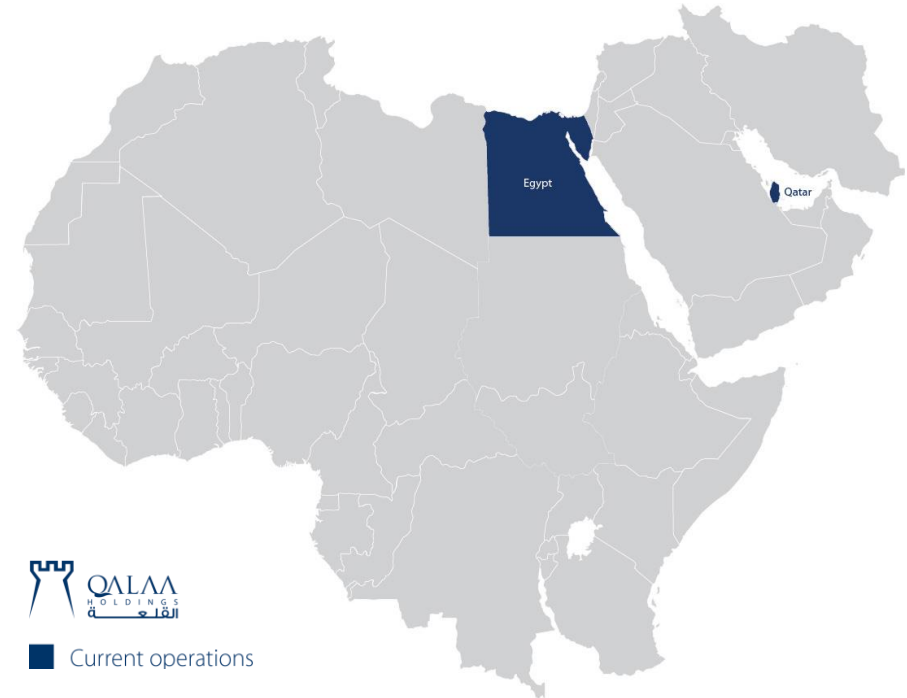 Egypt
Qatar
QALAA
HOLDINGS
القلعة
Current operations